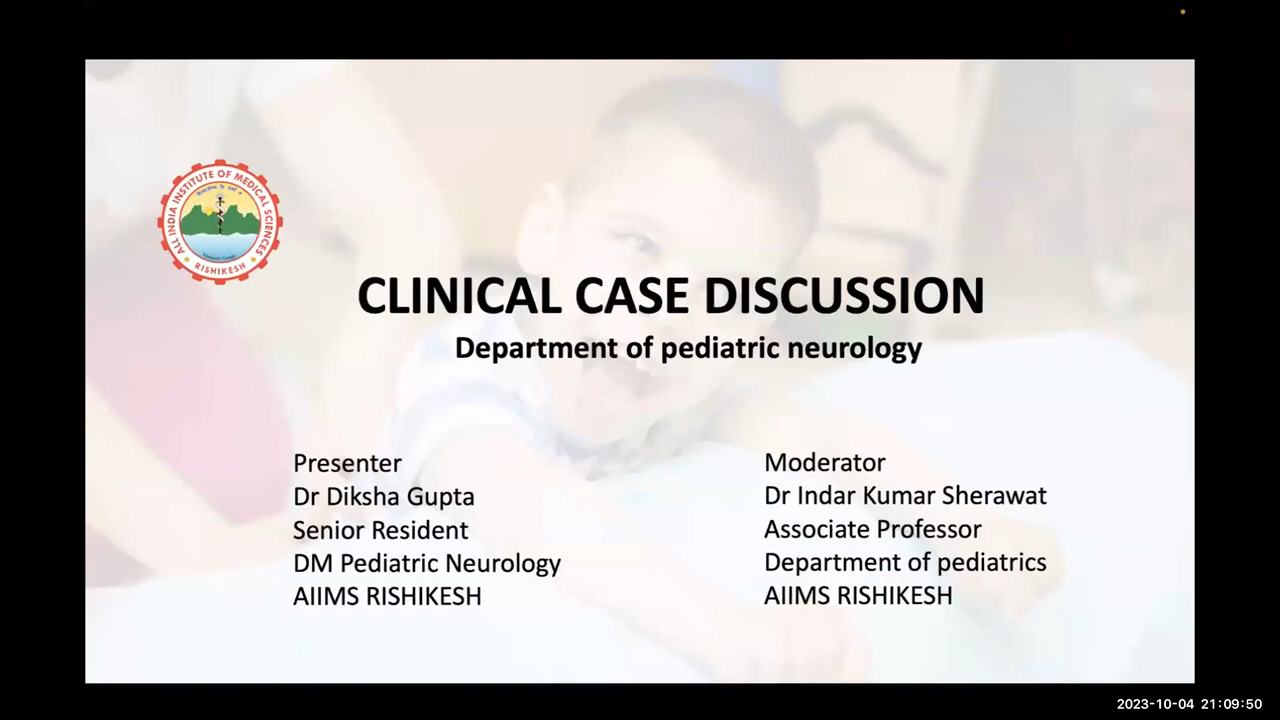 ALL INDIA INSTITUTE OF MEDICAL SCIENCES
RISHIKESH
CLINICAL CASE DISCUSSION
Department of pediatric neurology
Presenter
Dr Diksha Gupta
Senior Resident
DM Pediatric Neurology
AIIMS RISHIKESH
Moderator
Dr Indar Kumar Sherawat
Associate Professor
Department of pediatrics
AIIMS RISHIKESH
2023-10-04 21:09:50